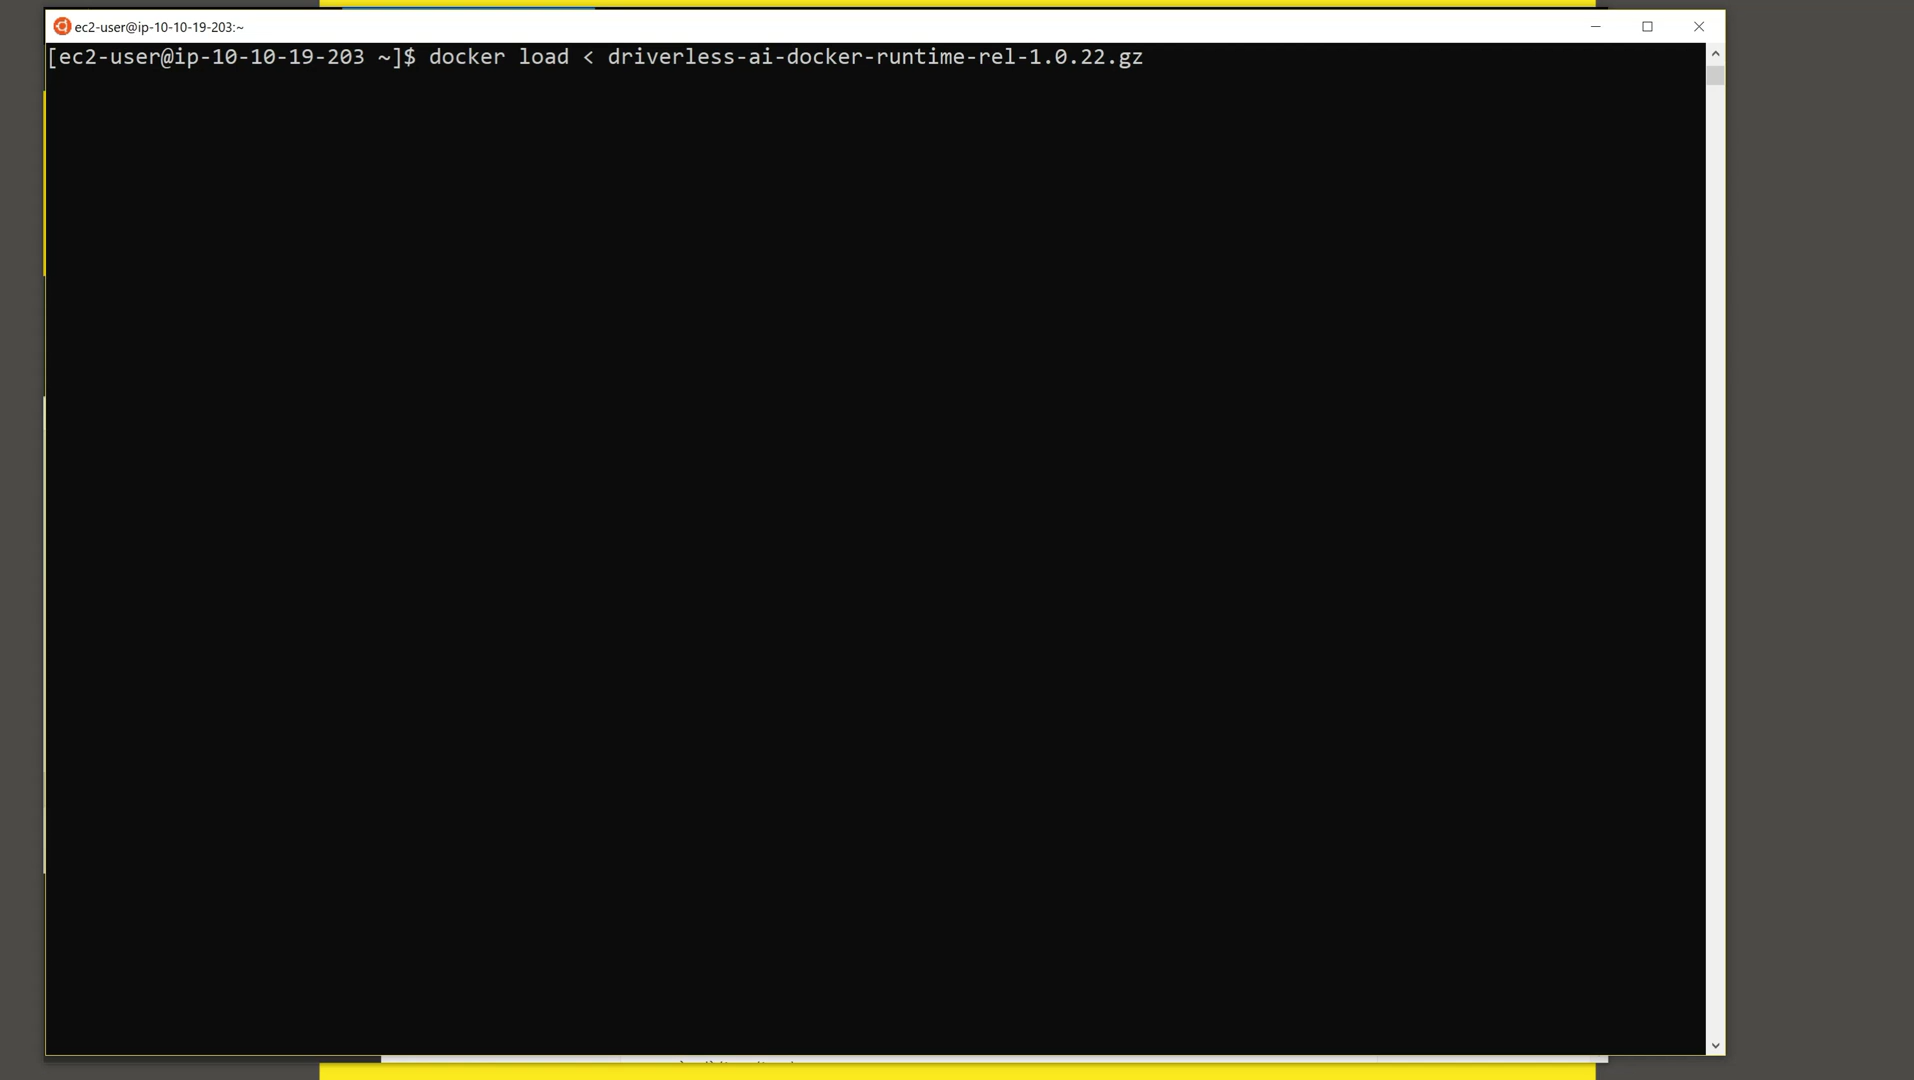 ec2-user@ip-10-10-19-203:~
[ec2-user@ip-10-10-19-203 ~]$ docker load < driverless-ai-docker-runtime-rel-1.0.22.gz